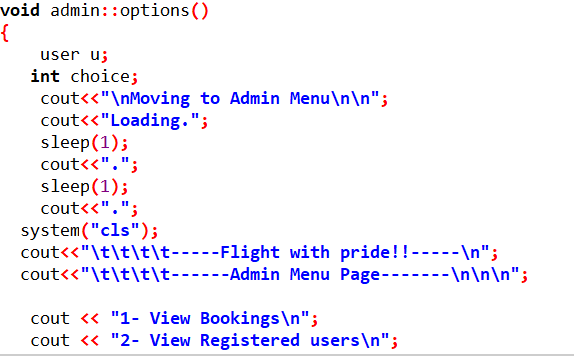 void admin::options()
{
user u;
int choice;
cout<<"\nMoving to Admin Menu\n\n";
cout<<"Loading.";
sleep(1);
cout<<".";
sleep(1);
cout<<".";
system("cls");
cout<<"\t\t\t\t-----Flight with pride!!-----\n";
cout<<"\t\t\t\t------Admin Menu Page-------\n\n\n";
cout << "1- View Bookings\n";
cout << "2- View Registered users\n";